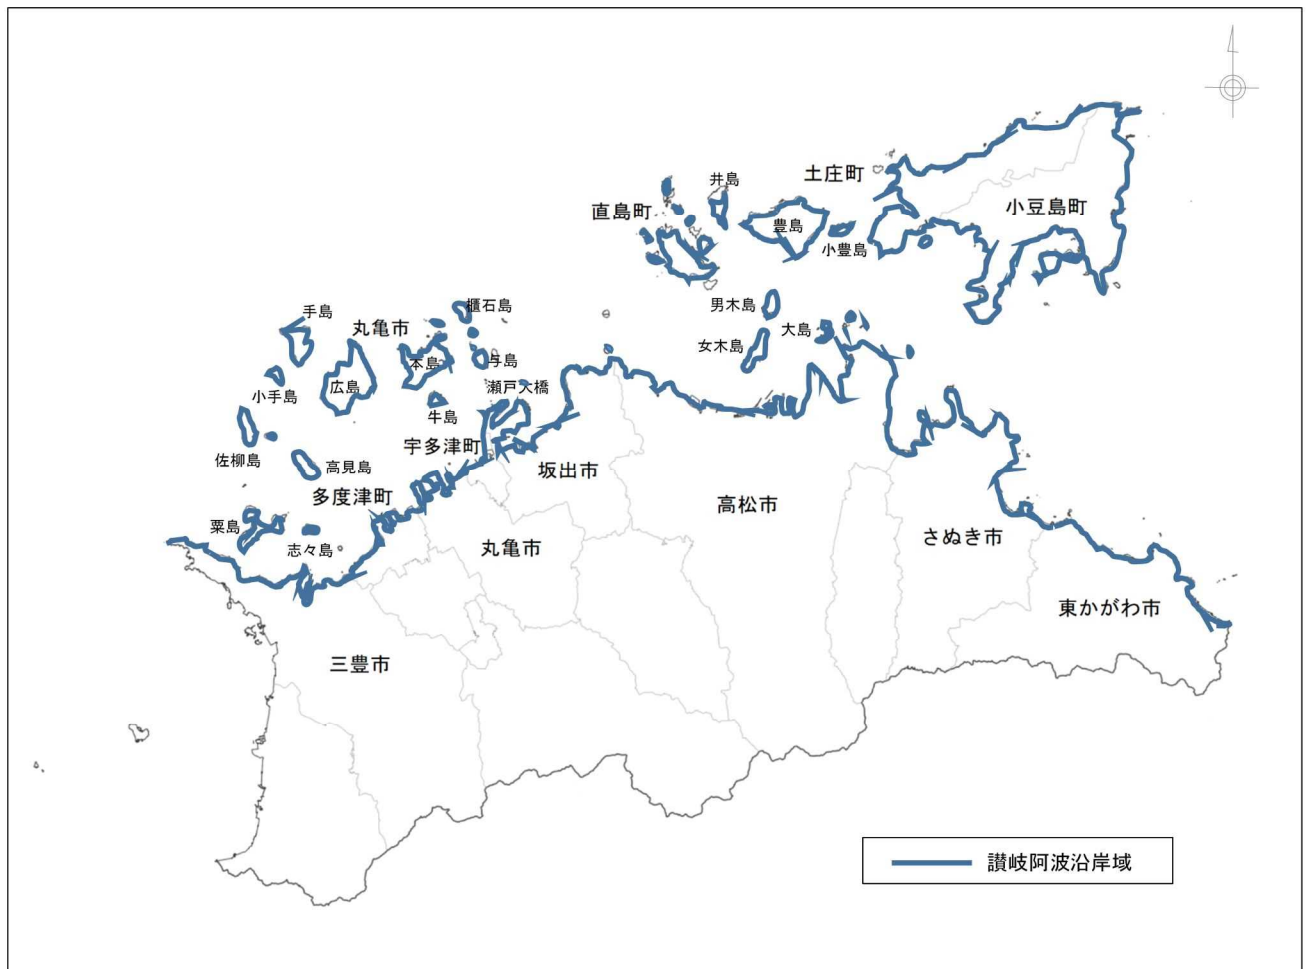 井島
土庄町
直島町
小豆島町
豊島
小豊島
男木島
櫃石島
手島
丸亀市
大島
女木島
本島
与島
広島
瀬戸大橋
小手島
牛島
宇多津町
佐柳島
高見島
坂出市
多度津町
高松市
粟島
さぬき市
志々島
丸亀市
東かがわ市
三豊市
讃岐阿波沿岸域